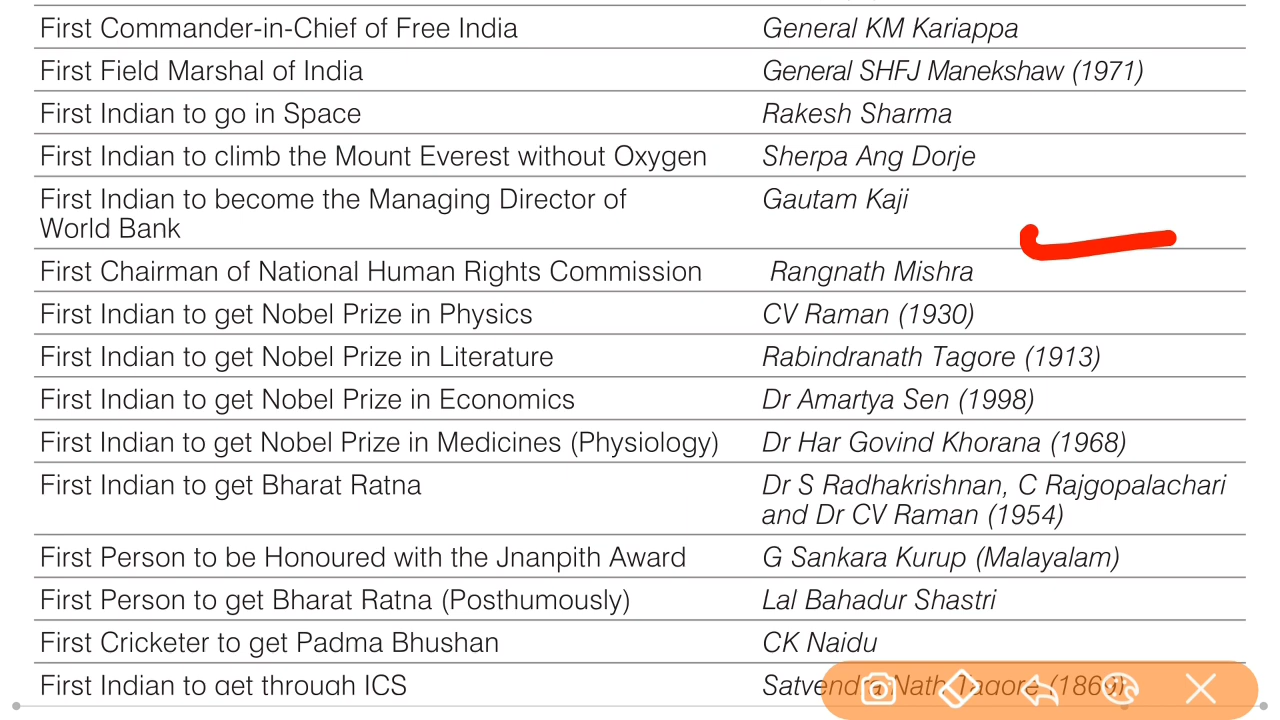 First Commander-in-Chief of Free India General KM Kariappa
First Field Marshal of India General SHFJ Manekshaw (1971)
First Indian to go in Space Rakesh Sharma
First Indian to climb the Mount Everest without Oxygen Sherpa Ang Dorje
First Indian to become the Managing Director of Gautam Kaji
World Bank
First Chairman of National Human Rights Commission Rangnath Mishra
First Indian to get Nobel Prize in Physics CV Raman (1930)
First Indian to get Nobel Prize in Literature Rabindranath Tagore (1913)
First Indian to get Nobel Prize in Economics Dr Amartya Sen (1998)
First Indian to get Nobel Prize in Medicines (Physiology) Dr Har Govind Khorana (1968)
First Indian to get Bharat Ratna Dr S Radhakrishnan, C Rajgopalachari
and Dr CV Raman (1954)
First Person to be Honoured with the Jnanpith Award G Sankara Kurup (Malayalam)
First Person to get Bharat Ratna (Posthumously) Lal Bahadur Shastri
First Cricketer to get Padma Bhushan CK Naidu
First Indian to get through ICS Satyendra Nath Tagore (1869)